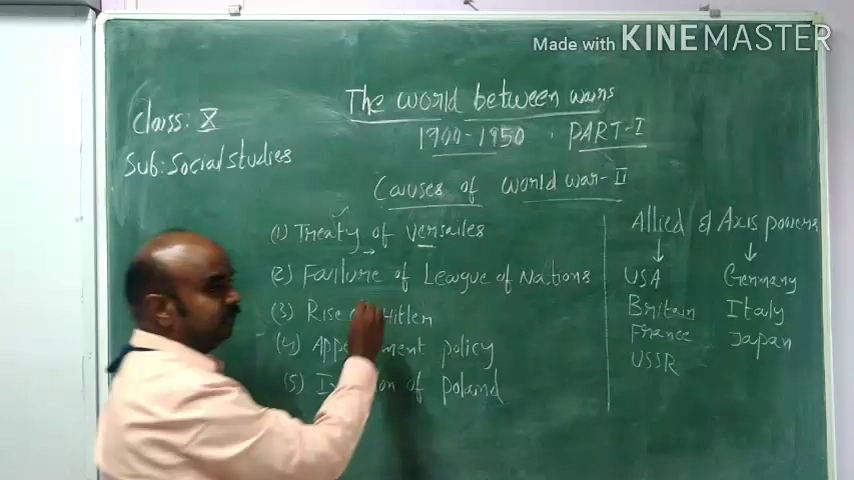 Made with KINEMASTER
The world between wars
1900-1950 . PART-I
Class: X
Sub: Social studies
Causes of world war-II
(1) Treaty of versailes
(2) Failure of League of Nations
(3) Rise Hitler
(4) policy
(5) of poland
Allied & Axis powers
USA Germany
Britain Italy
France Japan
USSR